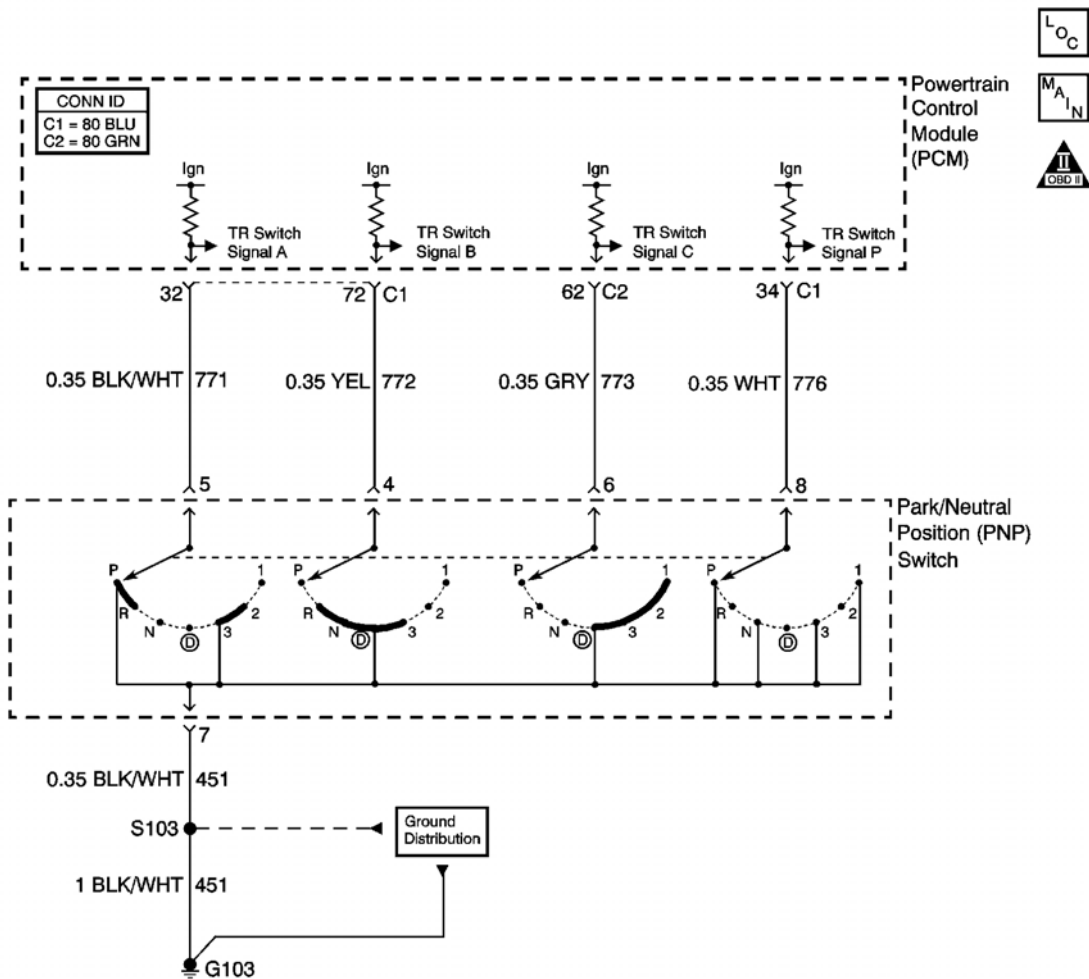 LOC
MAIN
II
OBD II
CONN ID
C1 = 80 BLU
C2 = 80 GRN
Powertrain
Control
Module
(PCM)
Ign
Ign
Ign
Ign
TR Switch
Signal A
TR Switch
Signal B
TR Switch
Signal C
TR Switch
Signal P
32
72 C1
62 C2
34 C1
0.35 BLK/WHT 771
0.35 YEL 772
0.35 GRY 773
0.35 WHT 776
5
4
6
8
Park/Neutral
Position (PNP)
Switch
P R N D 3 2 1
P R N D 3 2 1
P R N D 3 2 1
P R N D 3 2 1
7
0.35 BLK/WHT 451
S103
Ground
Distribution
1 BLK/WHT 451
G103